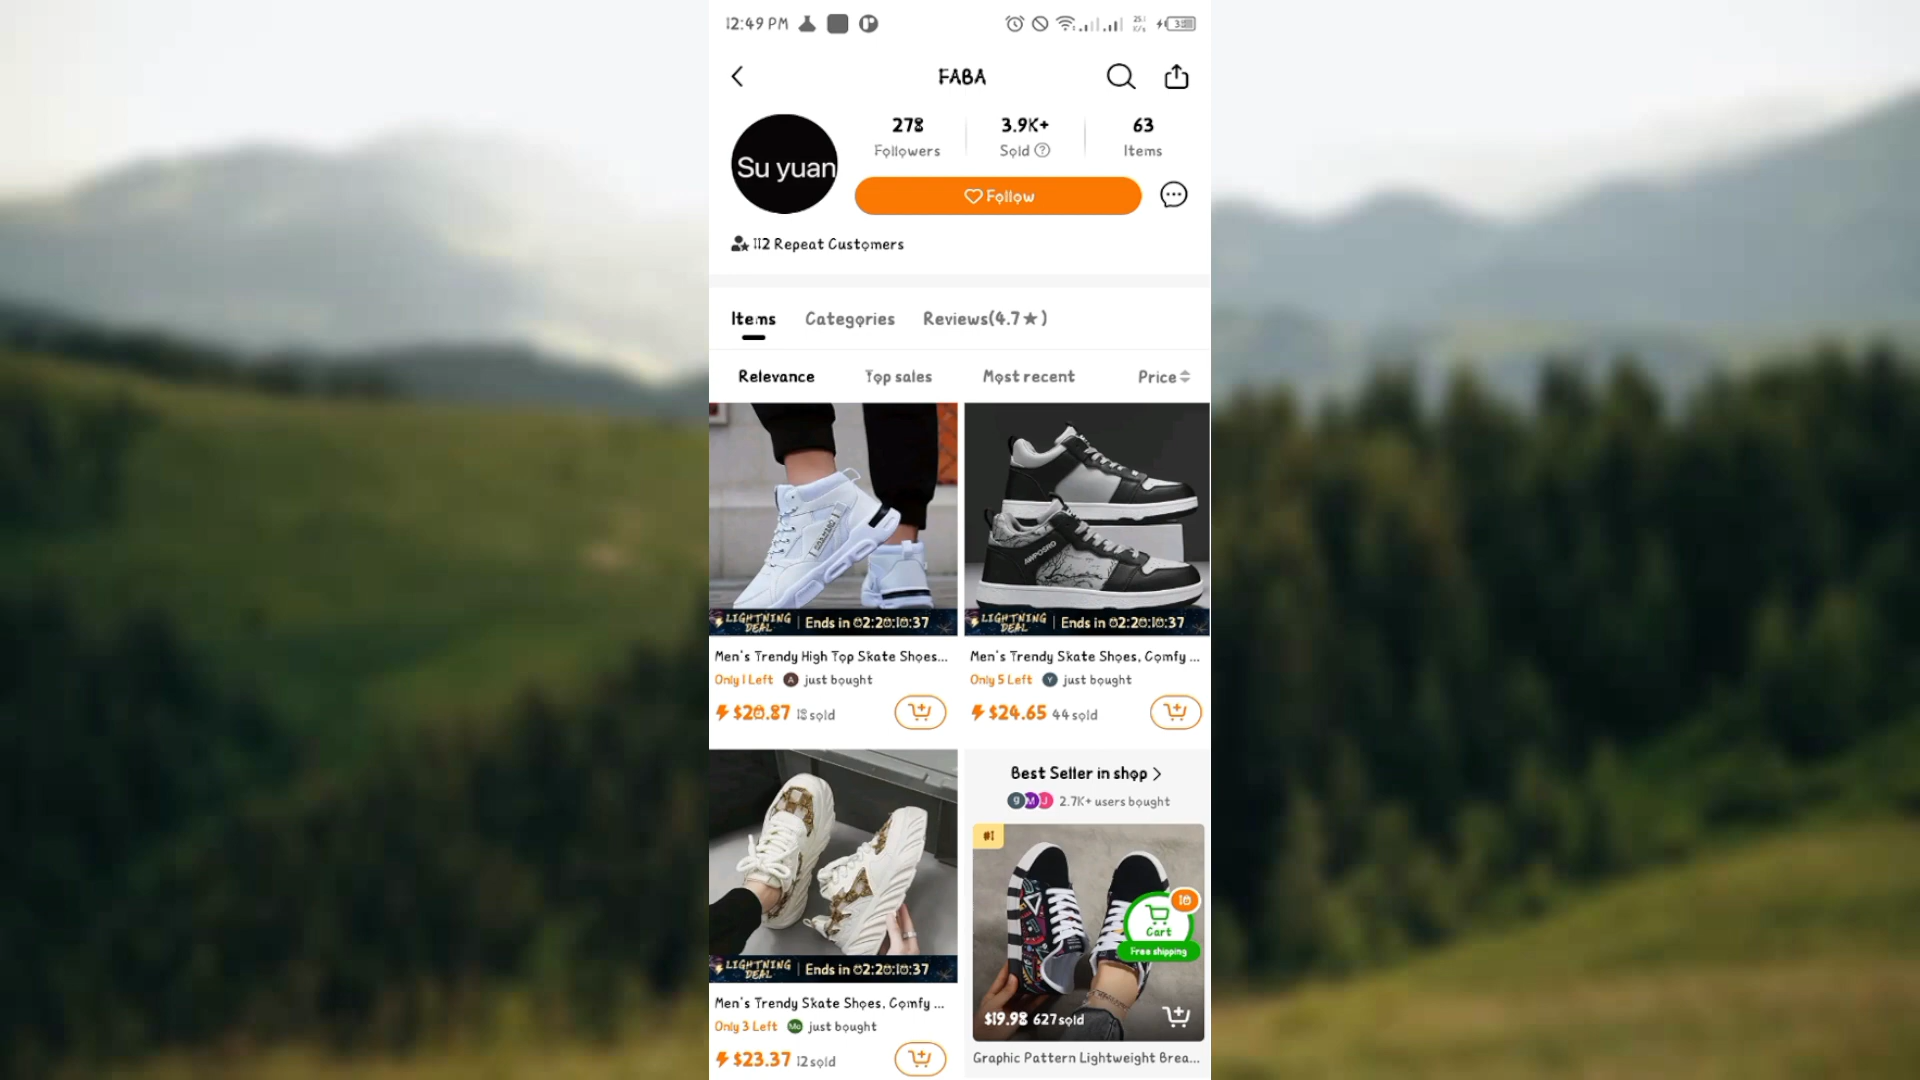 12:49 PM
FABA
278
Followers
3.9K+
Sold
63
Items
Su yuan
Follow
112 Repeat Customers
Items
Categories
Reviews(4.7★)
Relevance
Top sales
Most recent
Price
LIGHTNING DEAL
Ends in 02:20:10:37
LIGHTNING DEAL
Ends in 02:20:10:37
AWPOGRD
Men's Trendy High Top Skate Shoes...
Only 1 Left A just bought
$20.87 18 sold
Men's Trendy Skate Shoes, Comfy ...
Only 5 Left Y just bought
$24.65 44 sold
LIGHTNING DEAL
Ends in 02:20:10:37
Men's Trendy Skate Shoes, Comfy ...
Only 3 Left Mo just bought
$23.37 12 sold
Best Seller in shop
g M J 2.7K+ users bought
#1
10
Cart
Free shipping
$19.98 627 sold
Graphic Pattern Lightweight Brea...